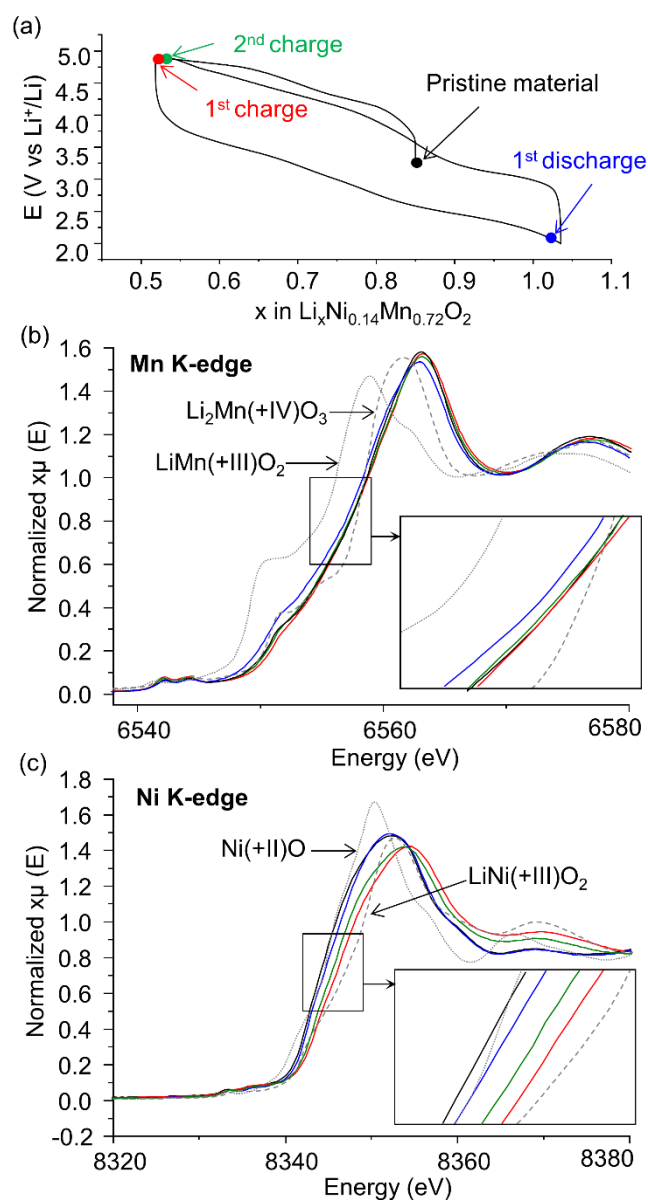 (a)
5.0
4.5
4.0
3.5
3.0
2.5
2.0
E (V vs Li⁺/Li)
2nd charge
1st charge
Pristine material
1st discharge
0.5 0.6 0.7 0.8 0.9 1.0 1.1
x in LiₓNi₀.₁₄Mn₀.₇₂O₂
(b)
Mn K-edge
1.6
1.4
1.2
1.0
0.8
0.6
0.4
0.2
0.0
Normalized xμ (E)
Li₂Mn(+IV)O₃
LiMn(+III)O₂
6540 6560 6580
Energy (eV)
(c)
Ni K-edge
1.8
1.6
1.4
1.2
1.0
0.8
0.6
0.4
0.2
0.0
-0.2
Normalized xμ (E)
Ni(+II)O
LiNi(+III)O₂
8320 8340 8360 8380
Energy (eV)